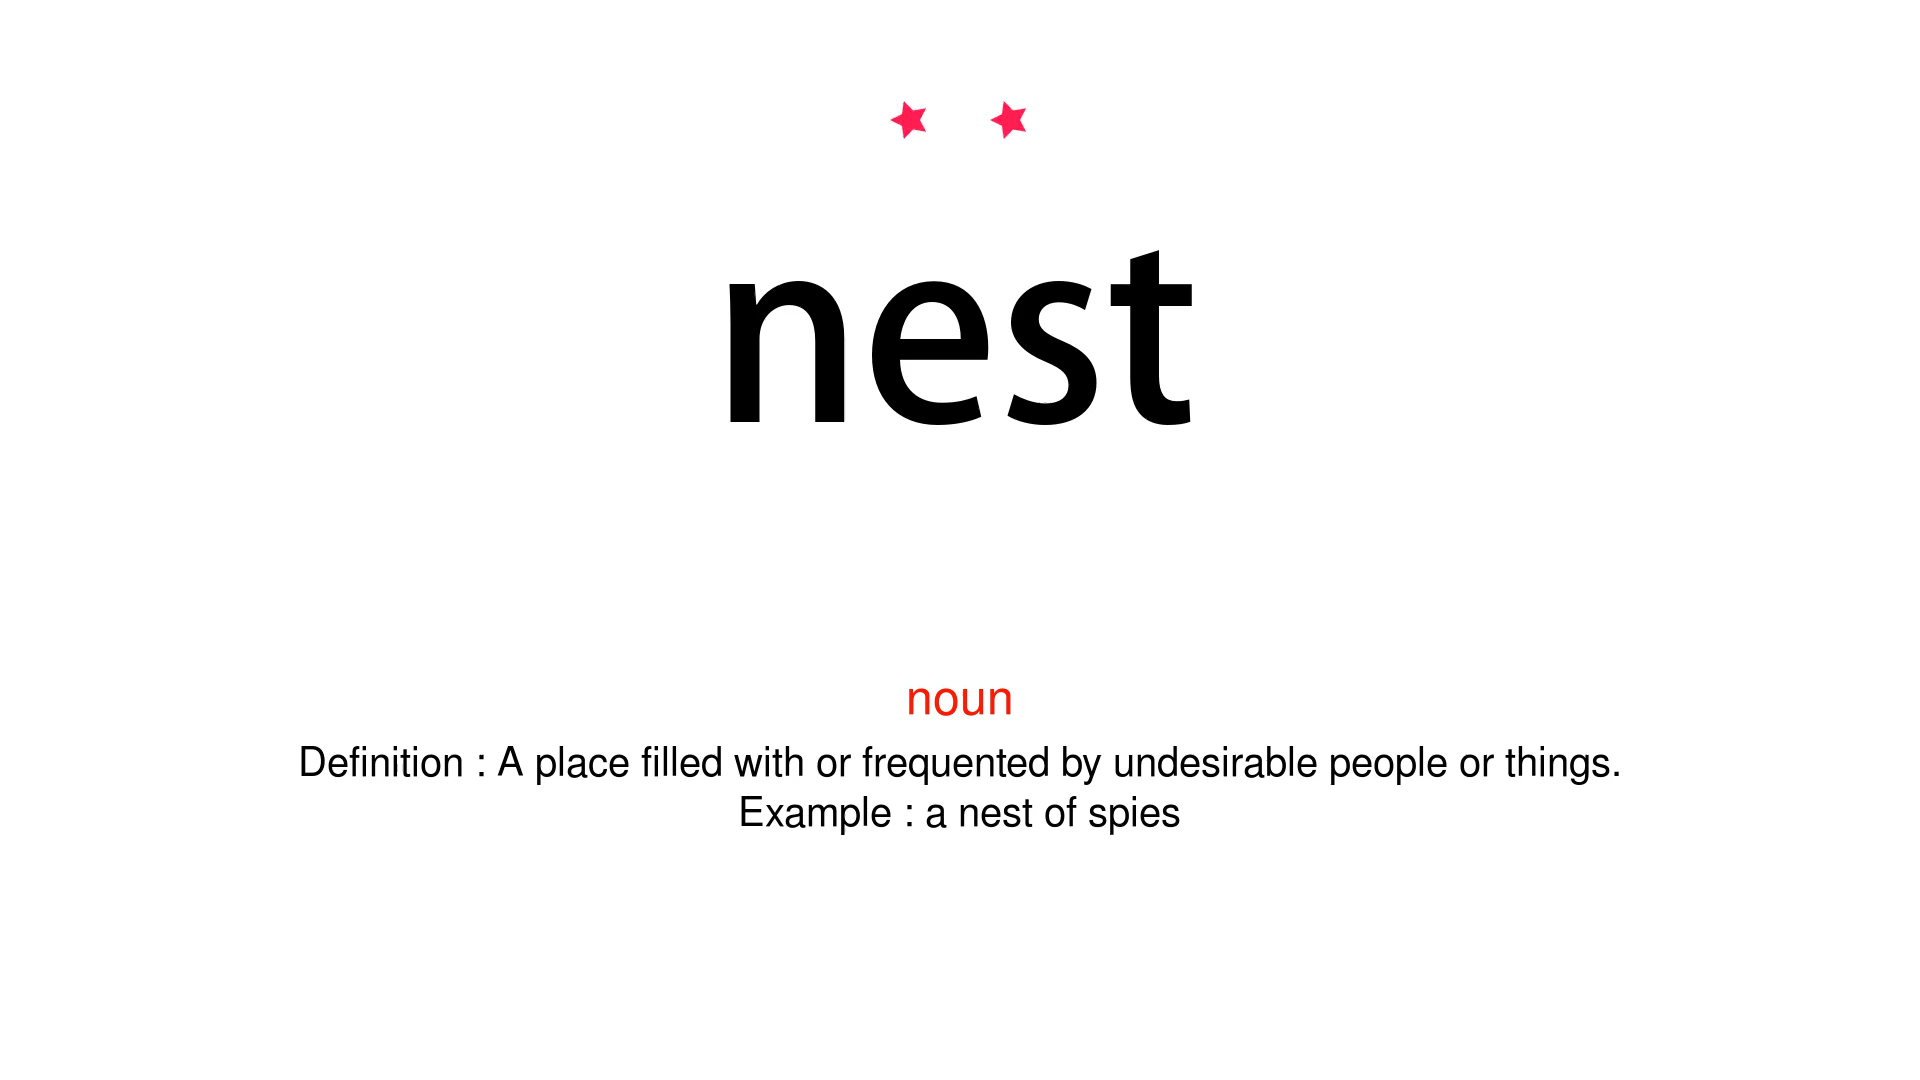 nest
noun
Definition : A place filled with or frequented by undesirable people or things.
Example : a nest of spies